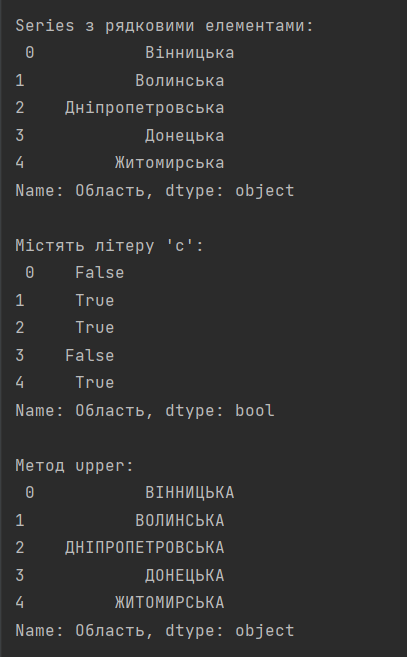 Series з рядковими елементами:
 0           Вінницька
1           Волинська
2    Дніпропетровська
3            Донецька
4         Житомирська
Name: Область, dtype: object

Містять літеру 'с':
 0    False
1     True
2     True
3    False
4     True
Name: Область, dtype: bool

Метод upper:
 0           ВІННИЦЬКА
1           ВОЛИНСЬКА
2    ДНІПРОПЕТРОВСЬКА
3            ДОНЕЦЬКА
4         ЖИТОМИРСЬКА
Name: Область, dtype: object